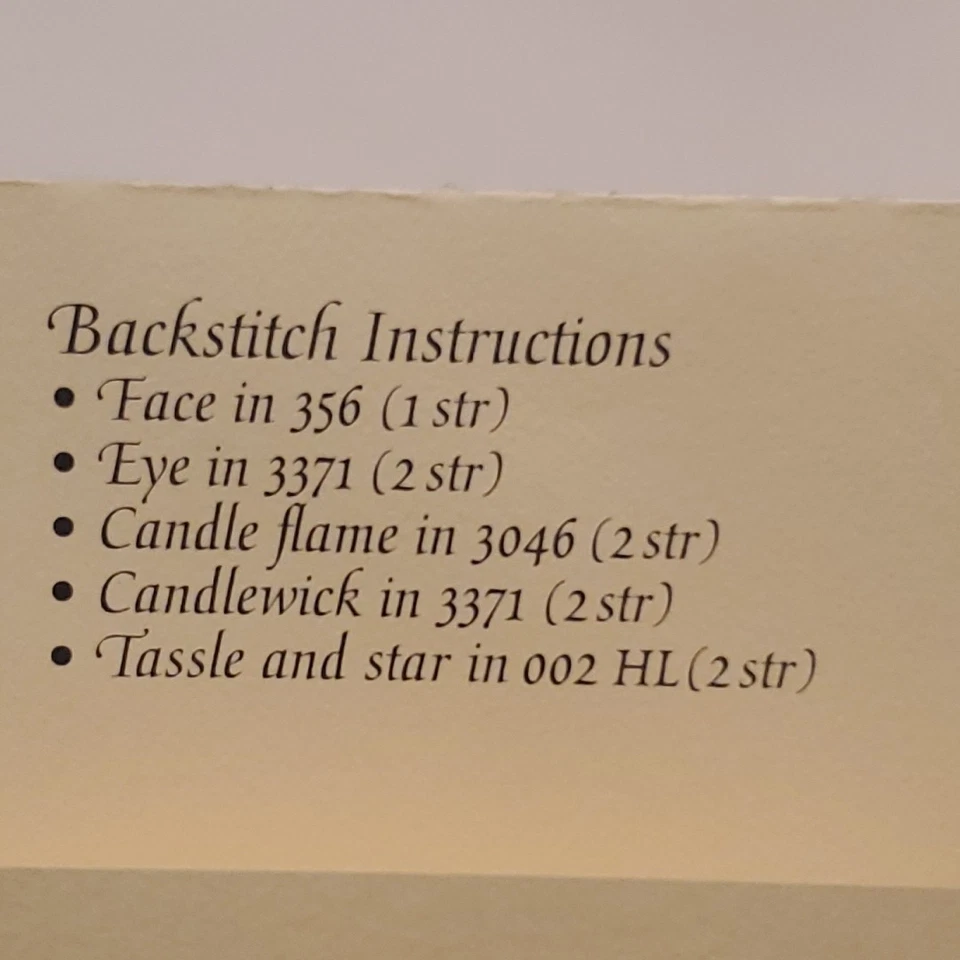 Backstitch Instructions
• Face in 356 (1 str)
• Eye in 3371 (2 str)
• Candle flame in 3046 (2 str)
• Candlewick in 3371 (2 str)
• Tassle and star in 002 HL (2 str)